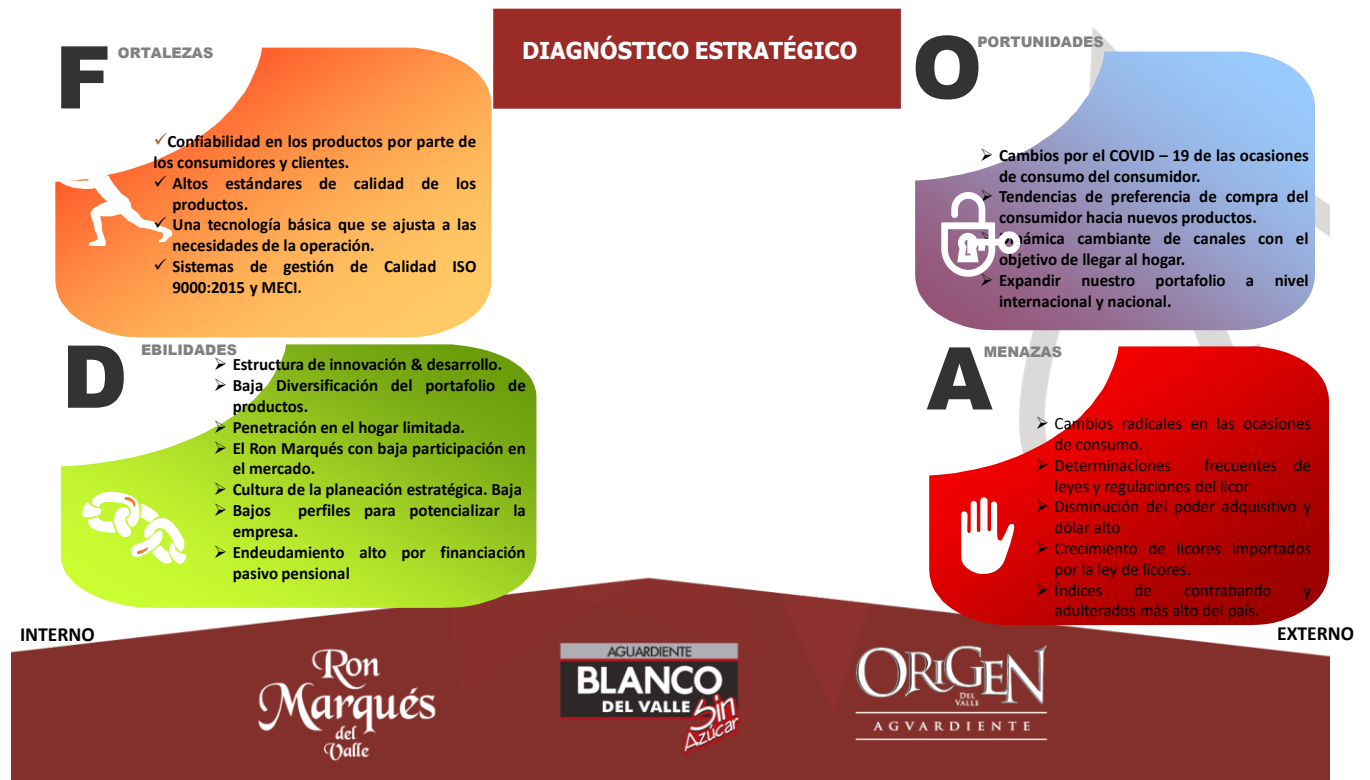 DIAGNÓSTICO ESTRATÉGICO
FORTALEZAS
✓Confiabilidad en los productos por parte de
los consumidores y clientes.
✓ Altos estándares de calidad de los
productos.
✓ Una tecnología básica que se ajusta a las
necesidades de la operación.
✓ Sistemas de gestión de Calidad ISO
9000:2015 y MECI.
OPORTUNIDADES
➢ Cambios por el COVID – 19 de las ocasiones
de consumo del consumidor.
➢ Tendencias de preferencia de compra del
consumidor hacia nuevos productos.
➢ Dinámica cambiante de canales con el
objetivo de llegar al hogar.
➢ Expandir nuestro portafolio a nivel
internacional y nacional.
DEBILIDADES
➢ Estructura de innovación & desarrollo.
➢ Baja Diversificación del portafolio de
productos.
➢ Penetración en el hogar limitada.
➢ El Ron Marqués con baja participación en
el mercado.
➢ Cultura de la planeación estratégica. Baja
➢ Bajos perfiles para potencializar la
empresa.
➢ Endeudamiento alto por financiación
pasivo pensional
AMENAZAS
➢ Cambios radicales en las ocasiones
de consumo.
➢ Determinaciones frecuentes de
leyes y regulaciones del licor
➢ Disminución del poder adquisitivo y
dólar alto
➢ Crecimiento de licores importados
por la ley de licores.
➢ Índices de contrabando y
adulterados más alto del país.
INTERNO
EXTERNO
Ron
Marqués
del
Valle
AGUARDIENTE
BLANCO
DEL VALLE
Sin
Azúcar
ORIGEN
DEL
VALLE
AGVARDIENTE